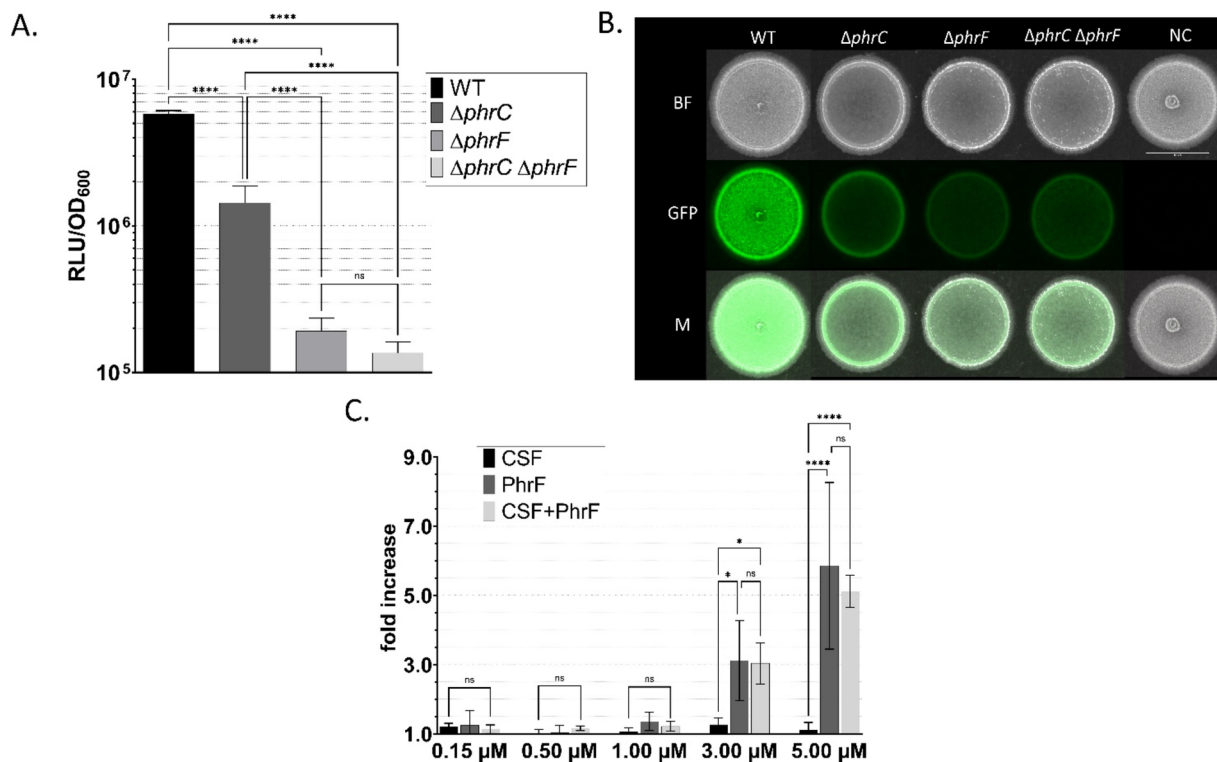 A.
****
****
****
**** ****
ns
10⁷
10⁶
10⁵
RLU/OD₆₀₀
WT
ΔphrC
ΔphrF
ΔphrC ΔphrF
B.
WT ΔphrC ΔphrF ΔphrC ΔphrF NC
BF
GFP
M
C.
CSF
PhrF
CSF+PhrF
fold increase
9.0
7.0
5.0
3.0
1.0
ns
ns
ns
*
* ns
****
ns
****
0.15 μM 0.50 μM 1.00 μM 3.00 μM 5.00 μM